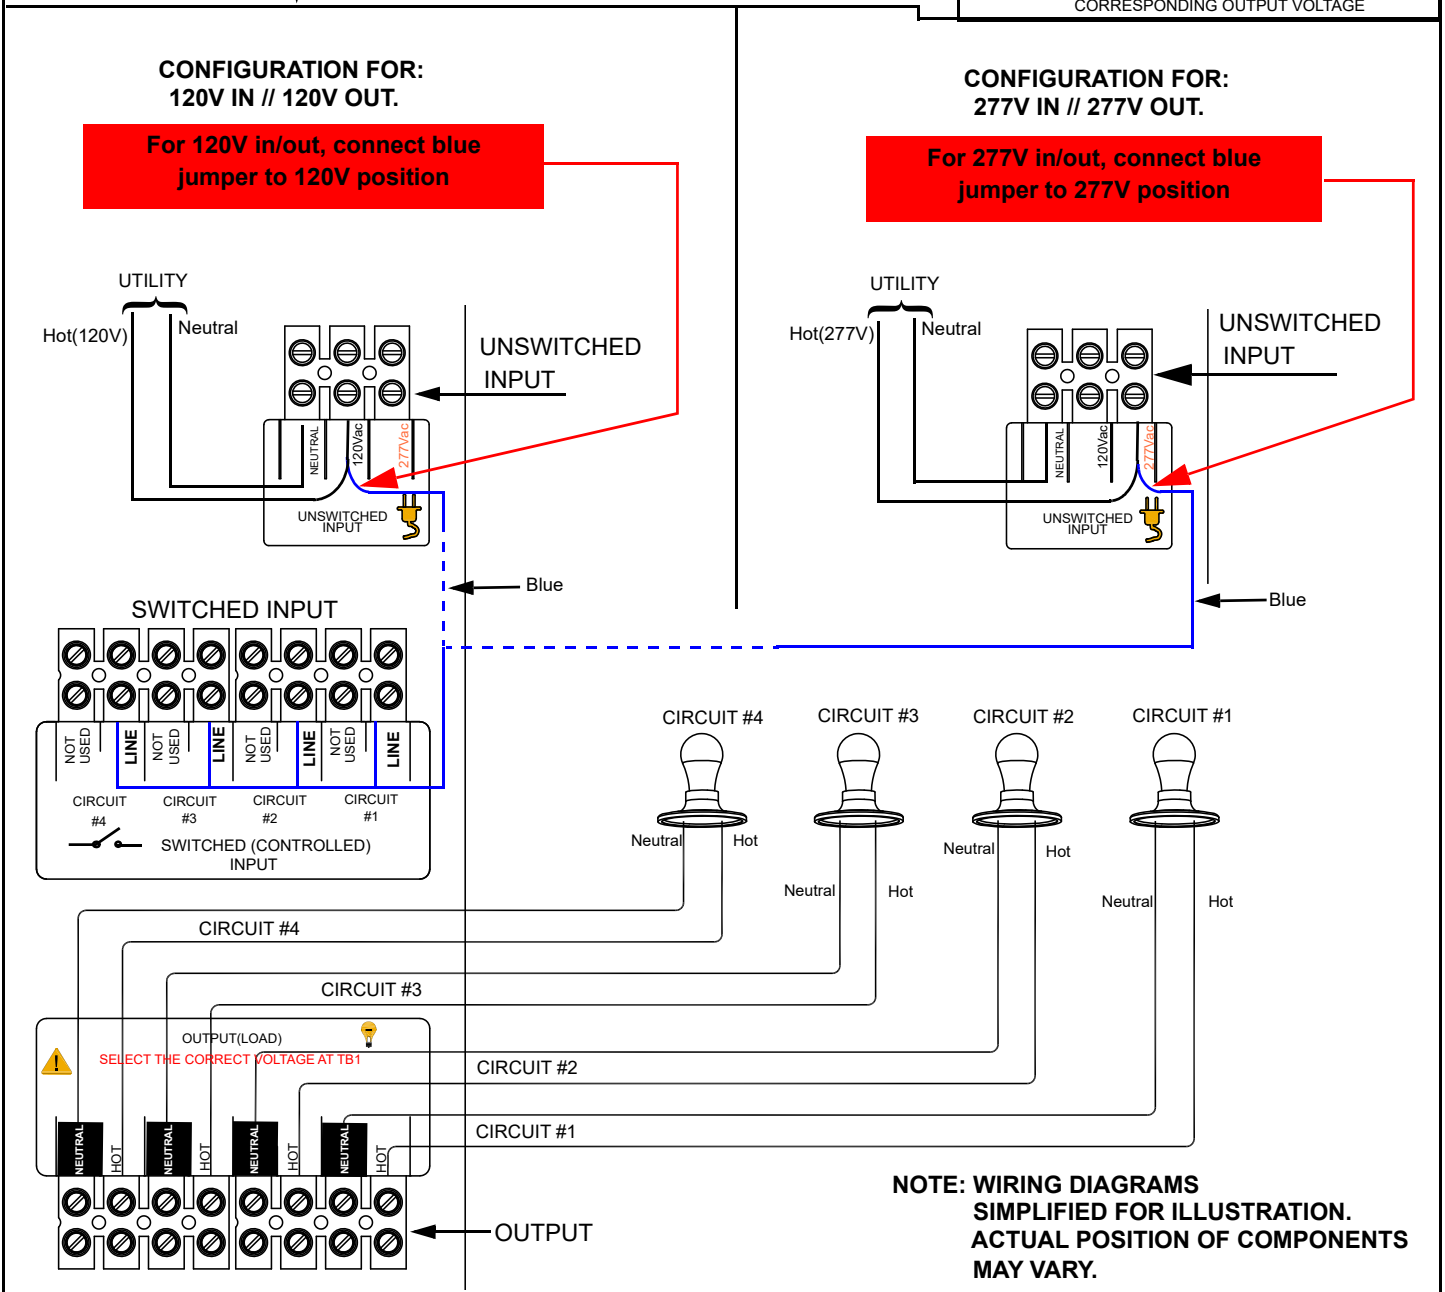 CORRESPONDING OUTPUT VOLTAGE
CONFIGURATION FOR:
120V IN // 120V OUT.
For 120V in/out, connect blue
jumper to 120V position
CONFIGURATION FOR:
277V IN // 277V OUT.
For 277V in/out, connect blue
jumper to 277V position
UTILITY
Hot(120V)
Neutral
UNSWITCHED
INPUT
NEUTRAL
120Vac
277Vac
UNSWITCHED
INPUT
Blue
UTILITY
Hot(277V)
Neutral
UNSWITCHED
INPUT
NEUTRAL
120Vac
277Vac
UNSWITCHED
INPUT
Blue
SWITCHED INPUT
NOT
USED
LINE
NOT
USED
LINE
NOT
USED
LINE
NOT
USED
LINE
CIRCUIT
#4
CIRCUIT
#3
CIRCUIT
#2
CIRCUIT
#1
SWITCHED (CONTROLLED)
INPUT
CIRCUIT #4
CIRCUIT #3
CIRCUIT #2
CIRCUIT #1
Neutral
Hot
Neutral
Hot
Neutral
Hot
Neutral
Hot
CIRCUIT #4
CIRCUIT #3
CIRCUIT #2
CIRCUIT #1
OUTPUT(LOAD)
!
SELECT THE CORRECT VOLTAGE AT TB1
NEUTRAL
HOT
NEUTRAL
HOT
NEUTRAL
HOT
NEUTRAL
HOT
OUTPUT
NOTE: WIRING DIAGRAMS
SIMPLIFIED FOR ILLUSTRATION.
ACTUAL POSITION OF COMPONENTS
MAY VARY.